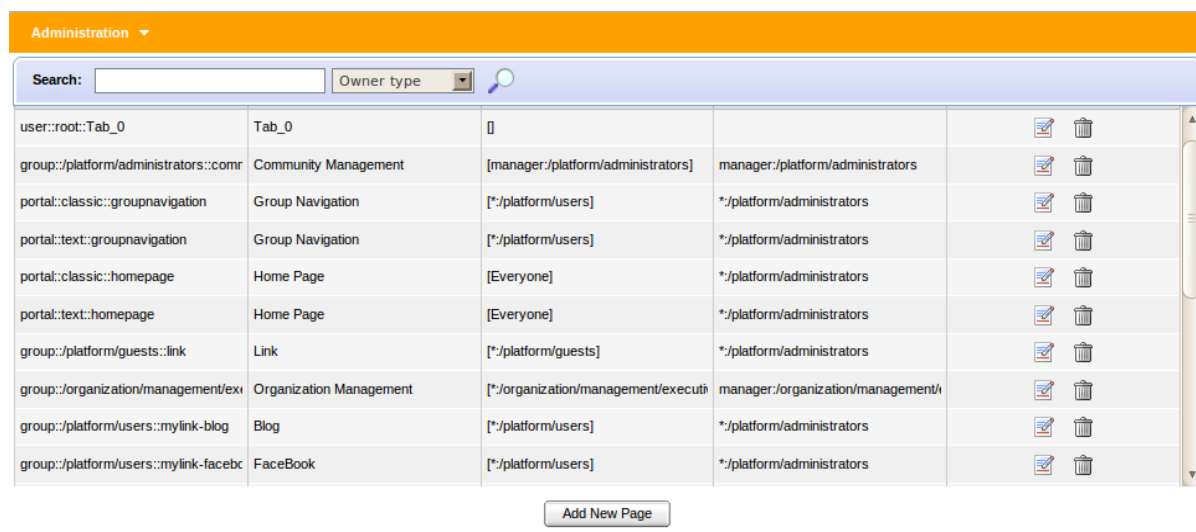 Administration
Search: Owner type
user::root::Tab_0 Tab_0 []
group::/platform/administrators::comr Community Management [manager:/platform/administrators] manager:/platform/administrators
portal::classic::groupnavigation Group Navigation [*:/platform/users] *:/platform/administrators
portal::text::groupnavigation Group Navigation [*:/platform/users] *:/platform/administrators
portal::classic::homepage Home Page [Everyone] *:/platform/administrators
portal::text::homepage Home Page [Everyone] *:/platform/administrators
group::/platform/guests::link Link [*:/platform/guests] *:/platform/administrators
group::/organization/management/exe Organization Management [*:/organization/management/executiv manager:/organization/management/e
group::/platform/users::mylink-blog Blog [*:/platform/users] *:/platform/administrators
group::/platform/users::mylink-facebo FaceBook [*:/platform/users] *:/platform/administrators
Add New Page